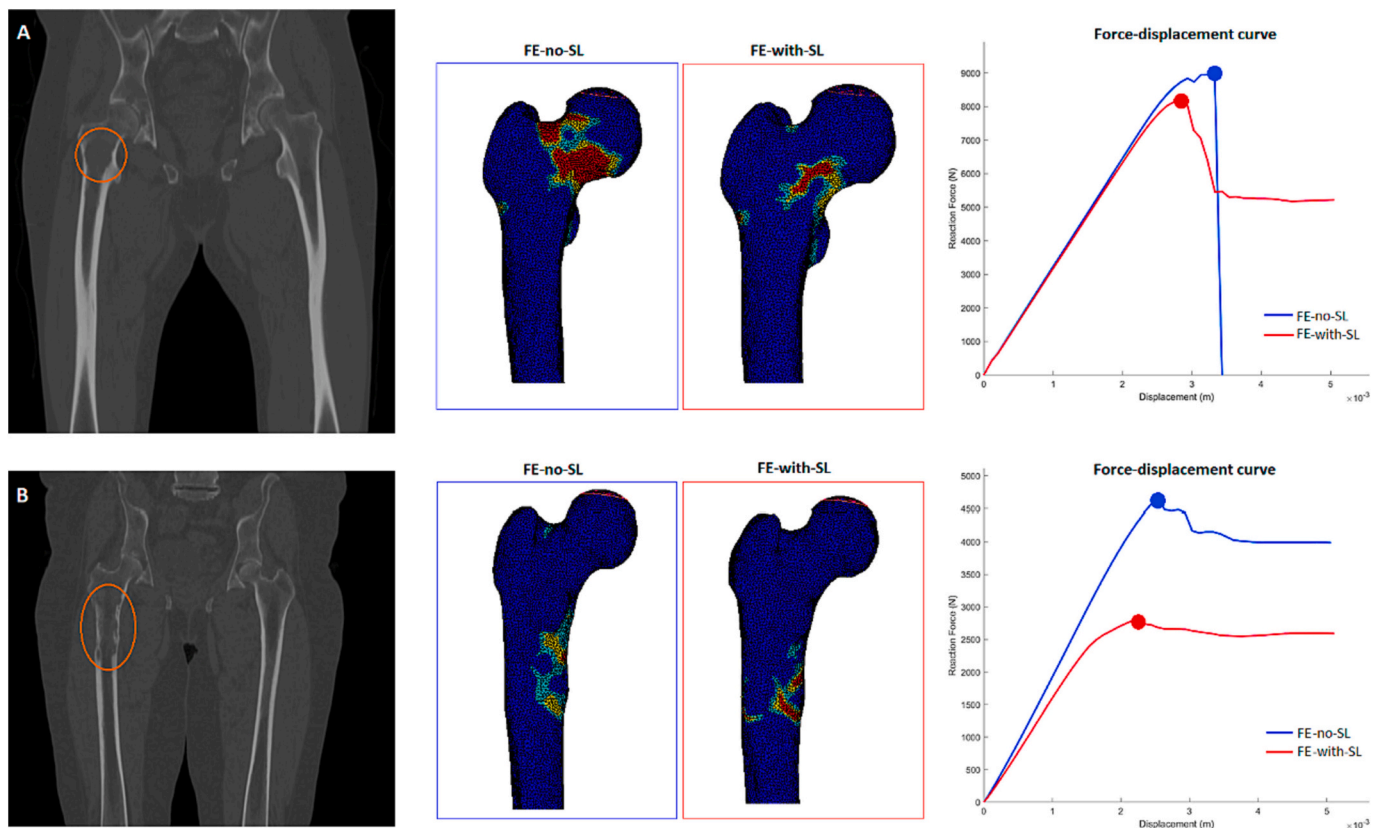 A
FE-no-SL
FE-with-SL
Force-displacement curve
Reaction Force (N)
9000
8000
7000
6000
5000
4000
3000
2000
1000
0
0
1
2
3
4
5
Displacement (m)
×10⁻³
FE-no-SL
FE-with-SL
B
FE-no-SL
FE-with-SL
Force-displacement curve
Reaction Force (N)
5000
4500
4000
3500
3000
2500
2000
1500
1000
500
0
0
1
2
3
4
5
Displacement (m)
×10⁻³
FE-no-SL
FE-with-SL